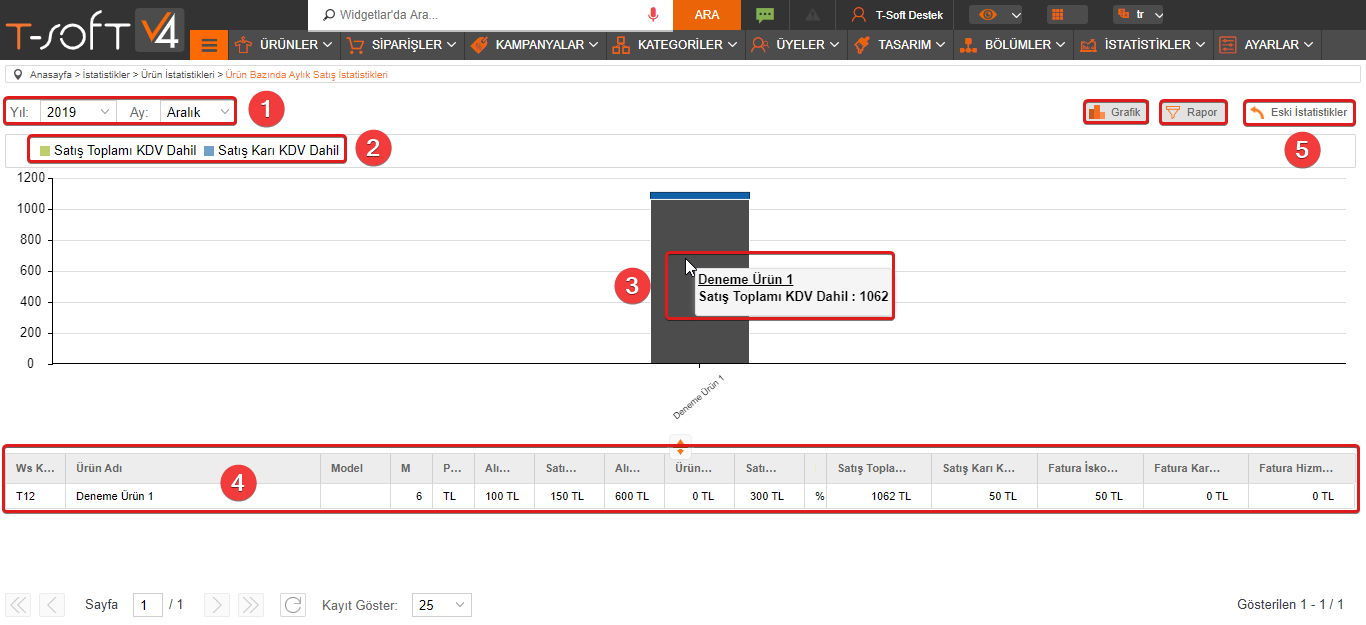 T-SOFT V4
Widgetlar'da Ara...
ARA
T-Soft Destek
tr
ÜRÜNLER
SİPARİŞLER
KAMPANYALAR
KATEGORİLER
ÜYELER
TASARIM
BÖLÜMLER
İSTATİSTİKLER
AYARLAR
Anasayfa > İstatistikler > Ürün İstatistikleri > Ürün Bazında Aylık Satış İstatistikleri
Yıl: 2019 Ay: Aralık 1
Grafik Rapor Eski İstatistikler
Satış Toplamı KDV Dahil Satış Karı KDV Dahil 2
5
1200
1000
800
600
400
200
0
3
Deneme Ürün 1
Satış Toplamı KDV Dahil : 1062
Deneme Ürün 1
Ws K... Ürün Adı Model M P... Alı... Satı... Alı... Ürün... Satı... Satış Topla... Satış Karı K... Fatura İsko... Fatura Kar... Fatura Hizm...
4
T12 Deneme Ürün 1 6 TL 100 TL 150 TL 600 TL 0 TL 300 TL % 1062 TL 50 TL 50 TL 0 TL 0 TL
Sayfa 1 / 1 Kayıt Göster: 25 Gösterilen 1 - 1 / 1